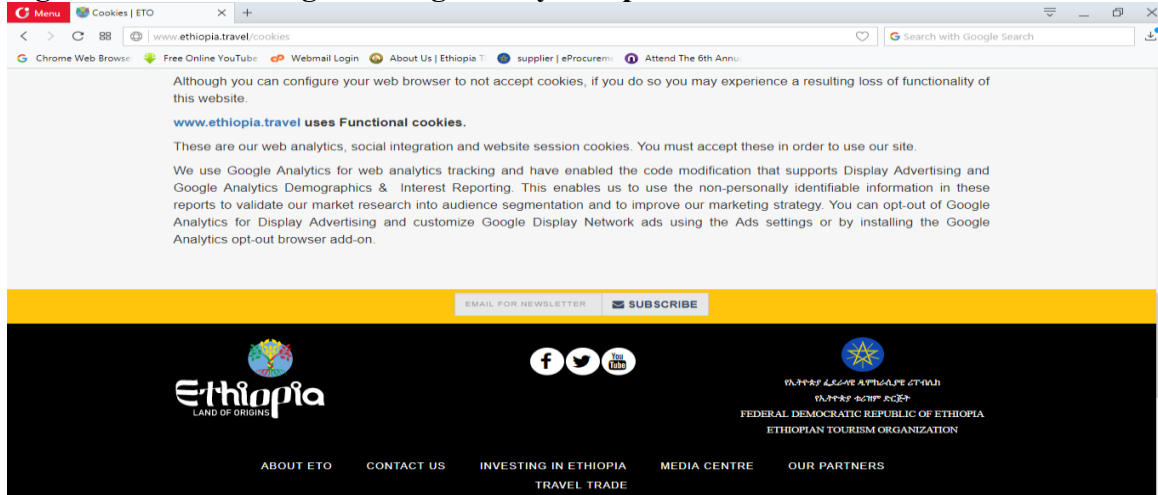 Menu
Cookies | ETO
www.ethiopia.travel/cookies
G Search with Google Search
Chrome Web Browse
Free Online YouTube
Webmail Login
About Us | Ethiopia T
supplier | eProcurem
Attend The 6th Annu
Although you can configure your web browser to not accept cookies, if you do so you may experience a resulting loss of functionality of
this website.
www.ethiopia.travel uses Functional cookies.
These are our web analytics, social integration and website session cookies. You must accept these in order to use our site.
We use Google Analytics for web analytics tracking and have enabled the code modification that supports Display Advertising and
Google Analytics Demographics & Interest Reporting. This enables us to use the non-personally identifiable information in these
reports to validate our market research into audience segmentation and to improve our marketing strategy. You can opt-out of Google
Analytics for Display Advertising and customize Google Display Network ads using the Ads settings or by installing the Google
Analytics opt-out browser add-on.
EMAIL FOR NEWSLETTER
SUBSCRIBE
Ethiopia
LAND OF ORIGINS
You
Tube
የኢትዮጵያ ፌዴራላዊ ዲሞክራሲያዊ ሪፐብሊክ
የኢትዮጵያ ቱሪዝም ድርጅት
FEDERAL DEMOCRATIC REPUBLIC OF ETHIOPIA
ETHIOPIAN TOURISM ORGANIZATION
ABOUT ETO CONTACT US INVESTING IN ETHIOPIA MEDIA CENTRE OUR PARTNERS
TRAVEL TRADE